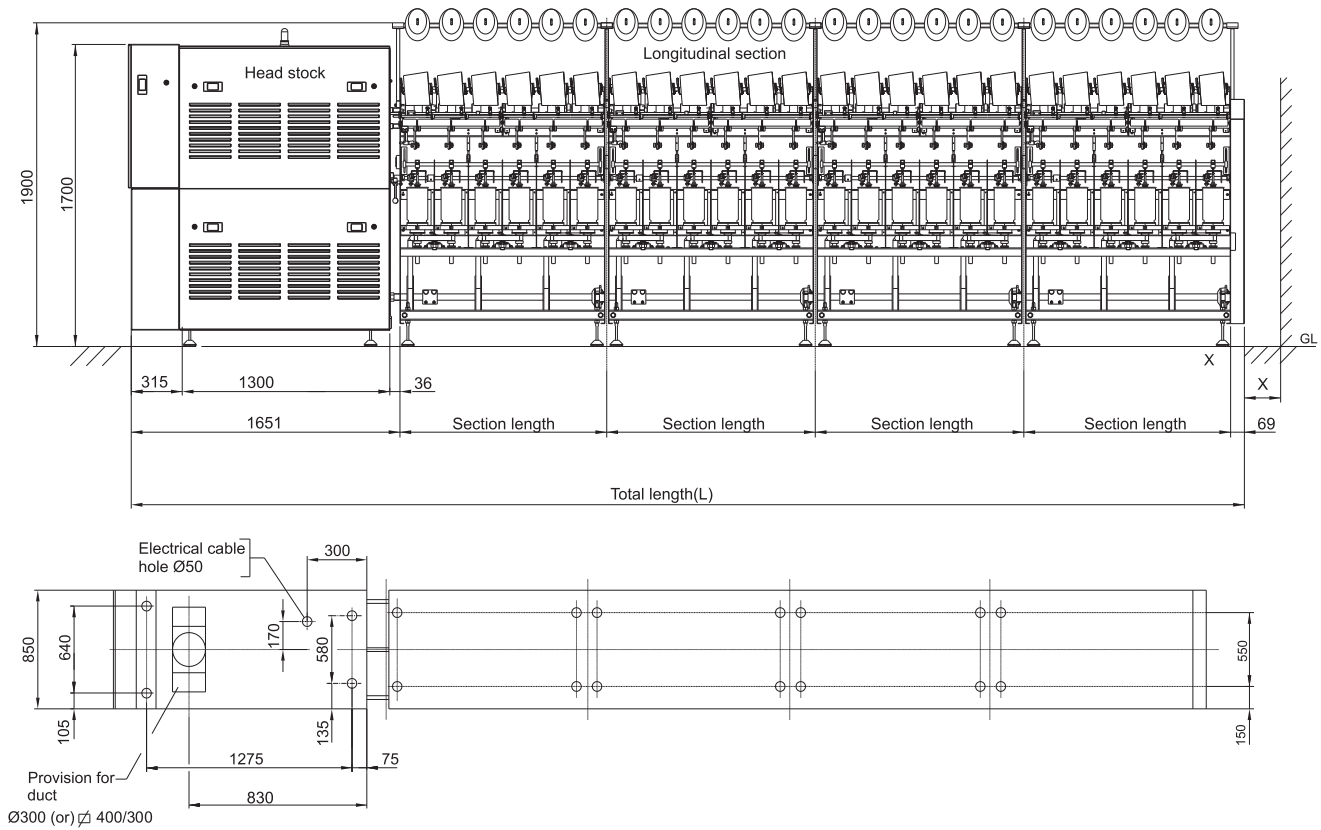 Head stock
Longitudinal section
1900
1700
GL
X
315
1300
36
X
1651
Section length
Section length
Section length
Section length
69
Total length(L)
Electrical cable
hole Ø50
300
850
640
170
580
550
105
135
150
1275
75
Provision for
duct
830
Ø300 (or) 400/300